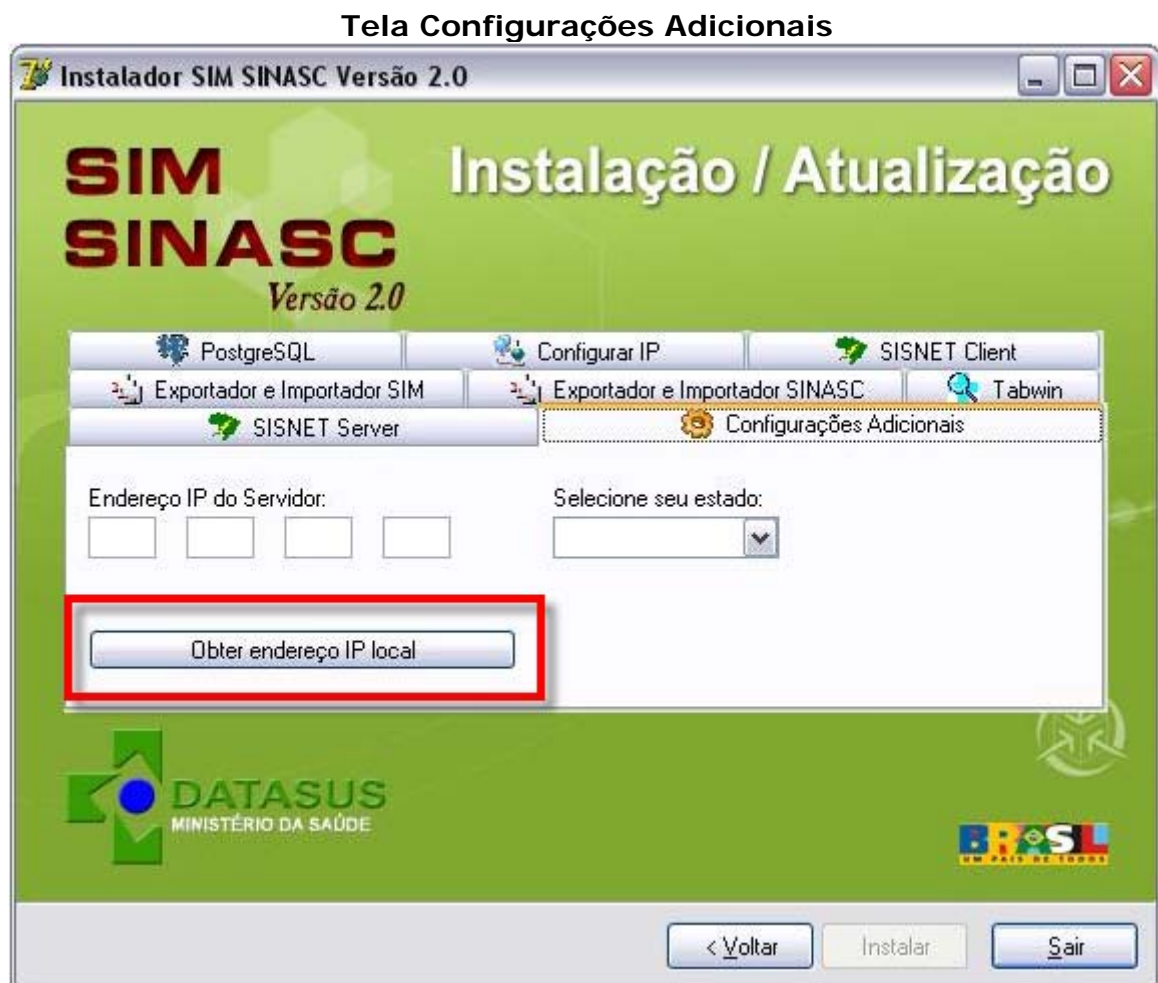 Tela Configurações Adicionais
Instalador SIM SINASC Versão 2.0
SIM
SINASC
Versão 2.0
Instalação / Atualização
PostgreSQL
Configurar IP
SISNET Client
Exportador e Importador SIM
Exportador e Importador SINASC
Tabwin
SISNET Server
Configurações Adicionais
Endereço IP do Servidor:
Selecione seu estado:
Obter endereço IP local
DATASUS
MINISTÉRIO DA SAÚDE
BRASIL
UM PAÍS DE TODOS
< Voltar
Instalar
Sair